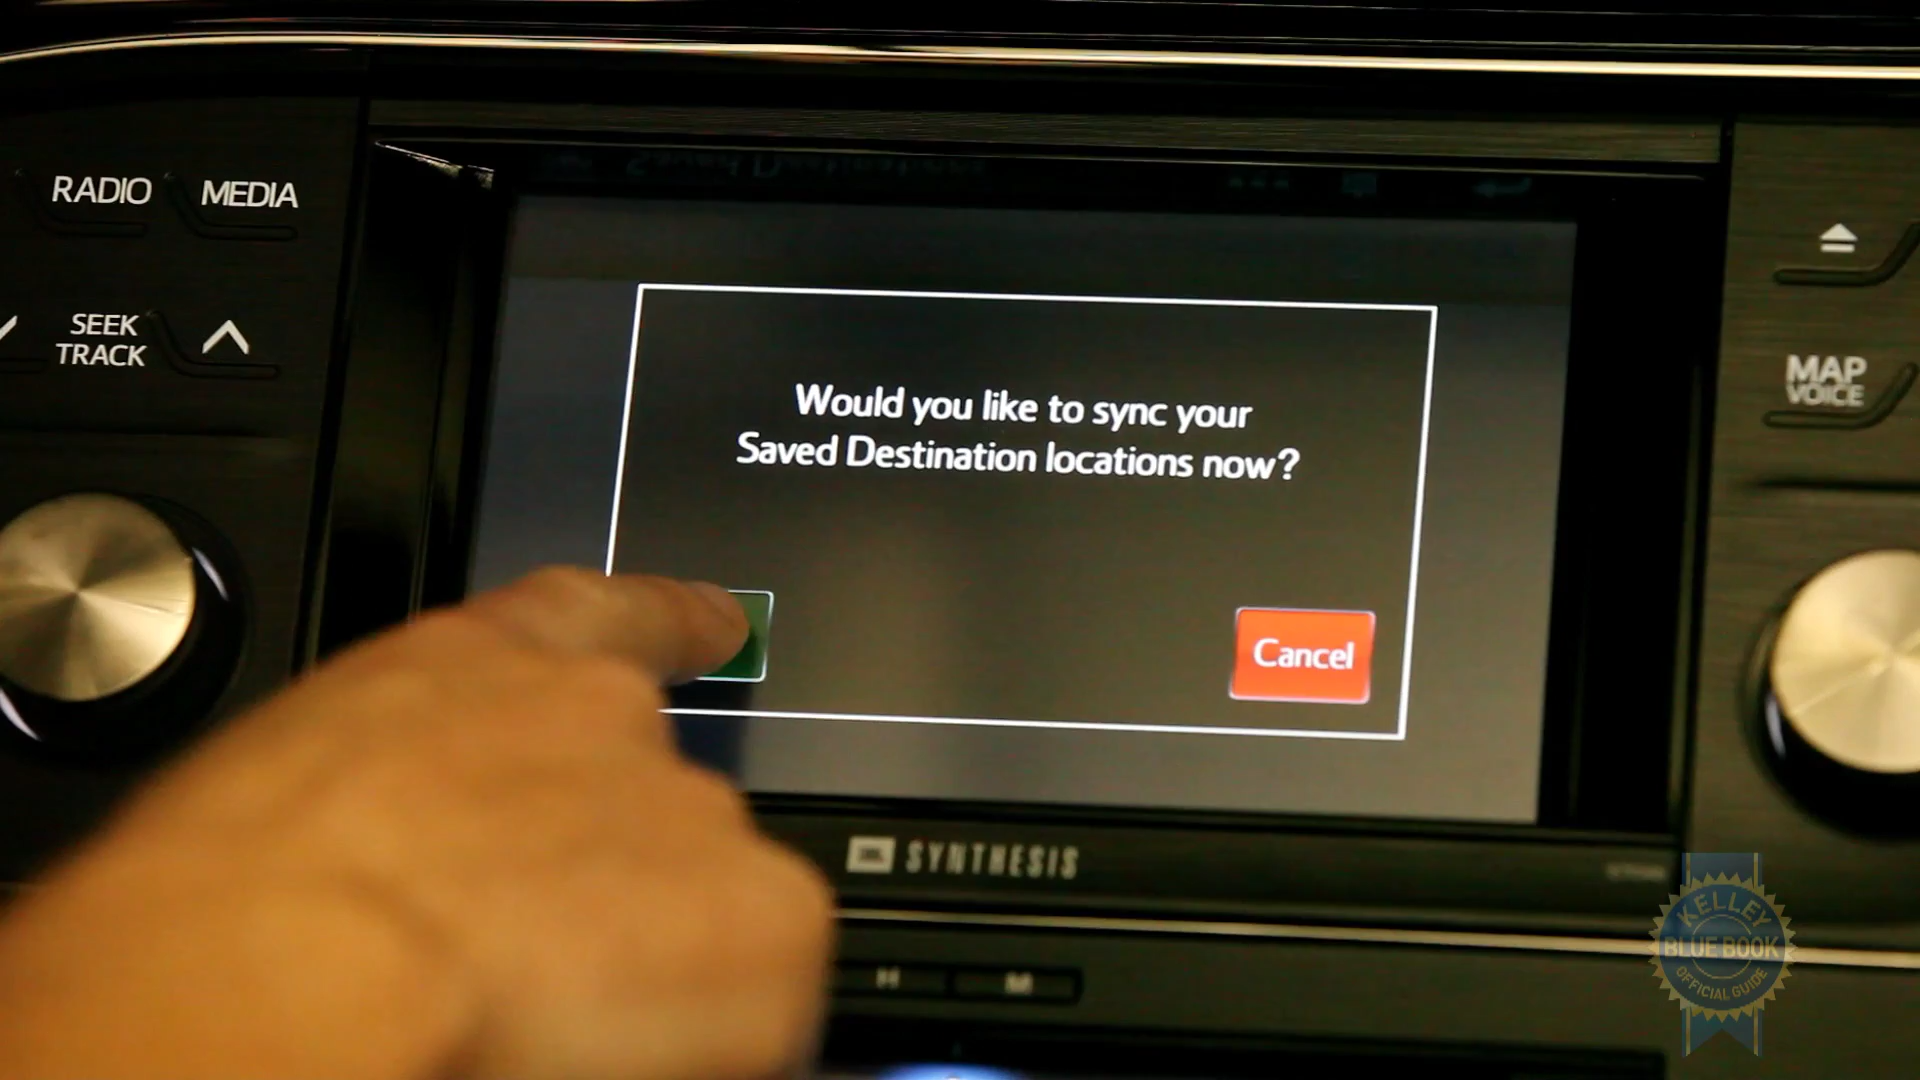 RADIO
MEDIA
SEEK
TRACK
MAP
VOICE
Would you like to sync your
Saved Destination locations now?
Cancel
SYNTHESIS
H
M
KELLEY
BLUE BOOK
OFFICIAL GUIDE